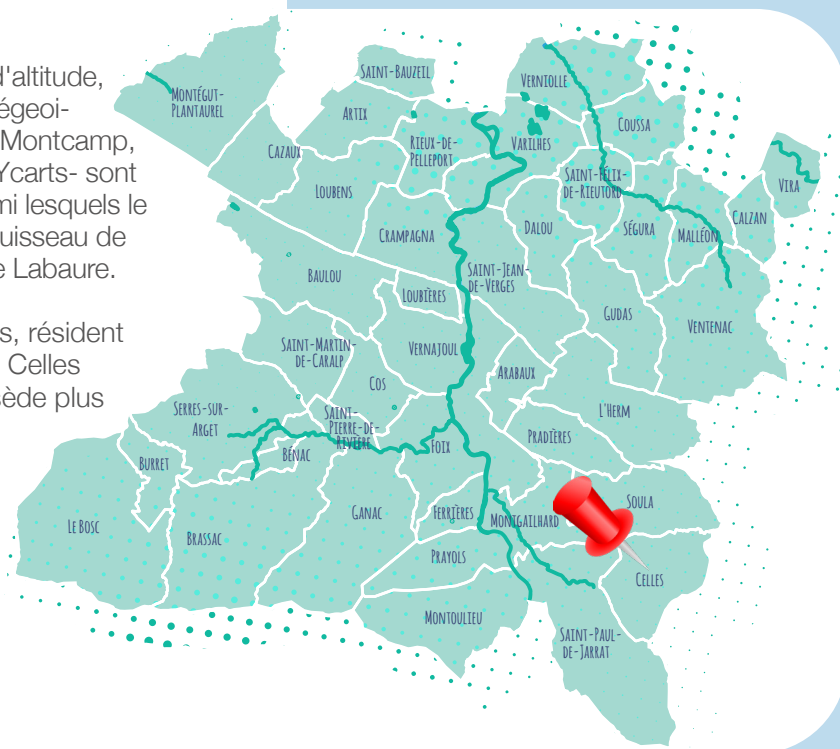 d'altitude,
égeoi-
Montcamp,
Ycarts- sont
mi lesquels le
uisseau de
e Labaure.
s, résident
Celles
sède plus
Montégut-
Plantaurel
Saint-Bauzeil
Verniolle
Artix
Cazaux
Rieux-de-
Pelleport
Varilhes
Coussa
Loubens
Saint-Félix-
de-Rieutord
Vira
Crampagna
Dalou
Ségura
Malléon
Calzan
Baulou
Loubières
Saint-Jean-
de-Verges
Gudas
Ventenac
Saint-Martin-
de-Caralp
Vernajoul
Cos
Arabaux
Serres-sur-
Arget
Saint-
Pierre-de-
Rivière
L'Herm
Pradières
Burret
Bénac
Foix
Le Bosc
Brassac
Ganac
Ferrières
Montgailhard
Soula
Prayols
Celles
Montoulieu
Saint-Paul-
de-Jarrat